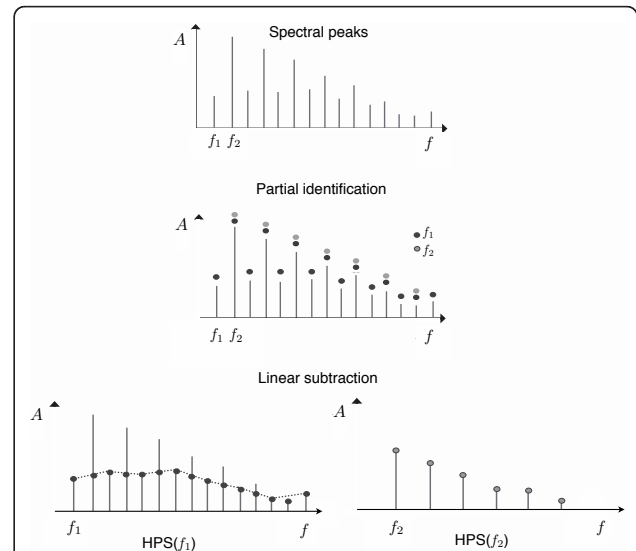 Spectral peaks
A
f1 f2 f
Partial identification
A
f1
f2
f1 f2 f
Linear subtraction
A A
f1 f f2 f
HPS(f1) HPS(f2)